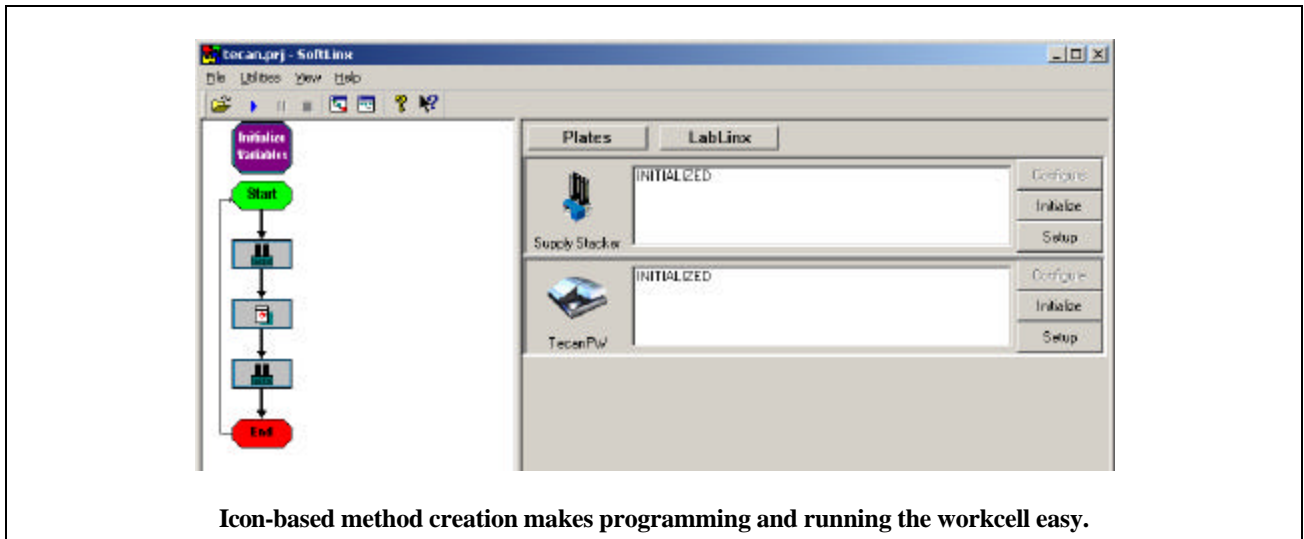 tecan.prj - SoftLinx
File Utilities View Help
Initialize
Variables
Start
End
Plates LabLinx
INITIALIZED
Supply Stacker
Configure
Initialize
Setup
INITIALIZED
TecanPW
Configure
Initialize
Setup
Icon-based method creation makes programming and running the workcell easy.